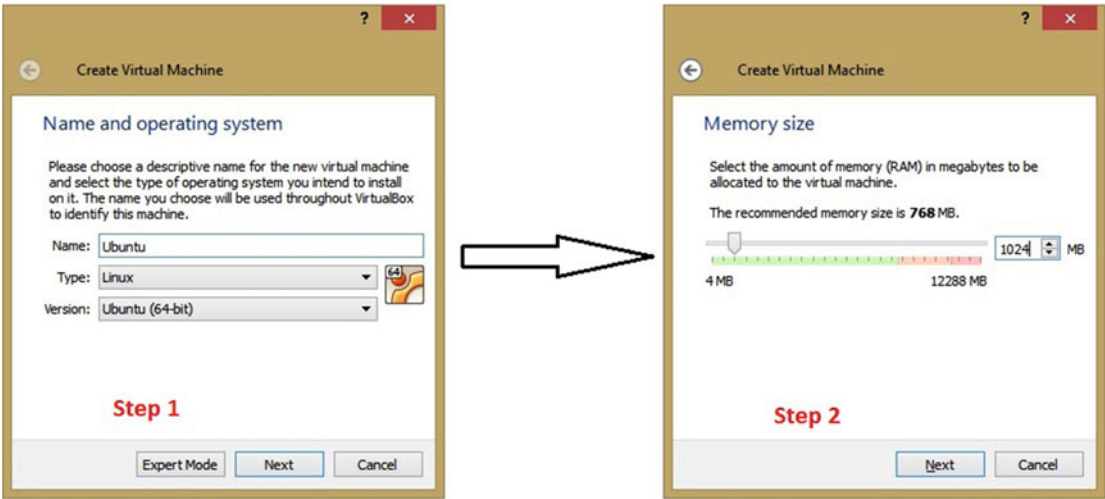 ?
Create Virtual Machine
Name and operating system
Please choose a descriptive name for the new virtual machine
and select the type of operating system you intend to install
on it. The name you choose will be used throughout VirtualBox
to identify this machine.
Name: Ubuntu
Type: Linux
64
Version: Ubuntu (64-bit)
Step 1
Expert Mode Next Cancel
?
Create Virtual Machine
Memory size
Select the amount of memory (RAM) in megabytes to be
allocated to the virtual machine.
The recommended memory size is 768 MB.
1024 MB
4 MB 12288 MB
Step 2
Next Cancel